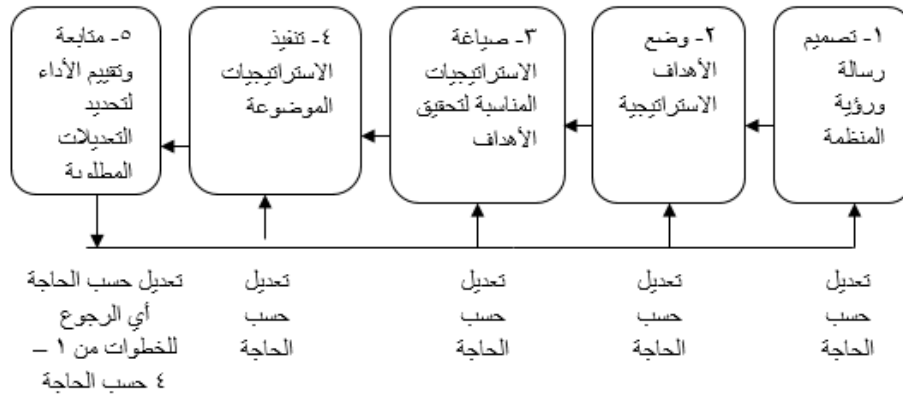 ١- تصميم
رسالة
ورؤية
المنظمة
٢- وضع
الأهداف
الاستراتيجية
٣- صياغة
الاستراتيجيات
المناسبة لتحقيق
الأهداف
٤- تنفيذ
الاستراتيجيات
الموضوعة
٥- متابعة
وتقييم الأداء
لتحديد
التعديلات
المطلوبة
تعديل
حسب
الحاجة
تعديل
حسب
الحاجة
تعديل
حسب
الحاجة
تعديل
حسب
الحاجة
تعديل حسب الحاجة
أي الرجوع
للخطوات من ١ –
٤ حسب الحاجة